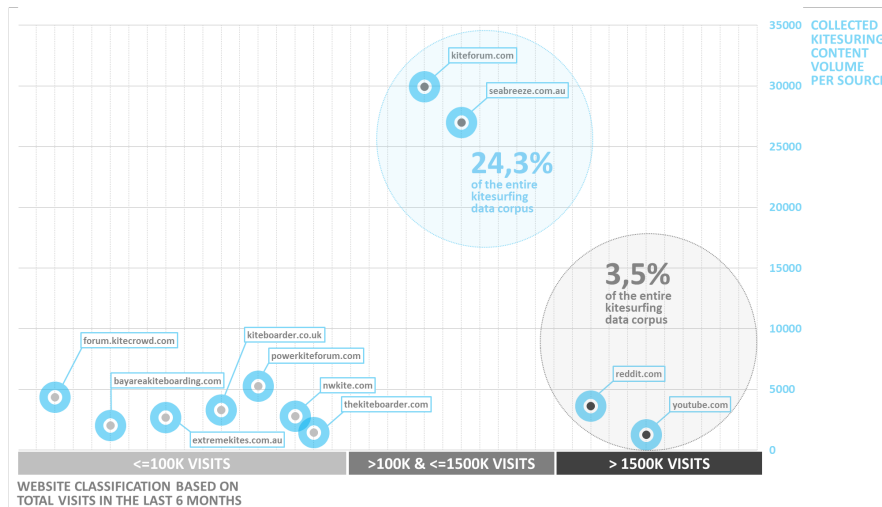 35000
COLLECTED
KITESURING
CONTENT
VOLUME
PER SOURCE
kiteforum.com
30000
seabreeze.com.au
25000
24,3%
of the entire
kitesurfing
data corpus
20000
15000
3,5%
of the entire
kitesurfing
data corpus
10000
forum.kitecrowd.com
kiteboarder.co.uk
powerkiteforum.com
bayareakiteboarding.com
nwkite.com
reddit.com
5000
thekiteboarder.com
youtube.com
extremekites.com.au
0
<=100K VISITS
>100K & <=1500K VISITS
> 1500K VISITS
WEBSITE CLASSIFICATION BASED ON
TOTAL VISITS IN THE LAST 6 MONTHS